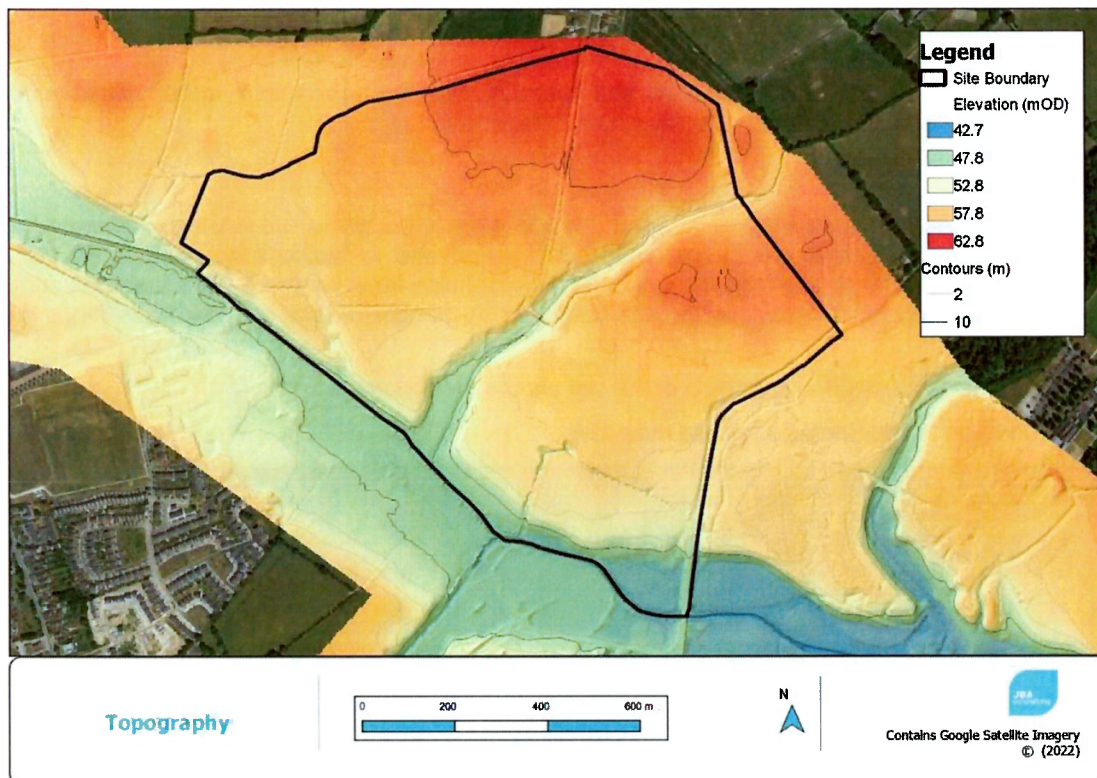 Legend
Site Boundary
Elevation (mOD)
42.7
47.8
52.8
57.8
62.8
Contours (m)
2
10
Topography
0 200 400 600 m
N
JBA
Contains Google Satellite Imagery
© (2022)